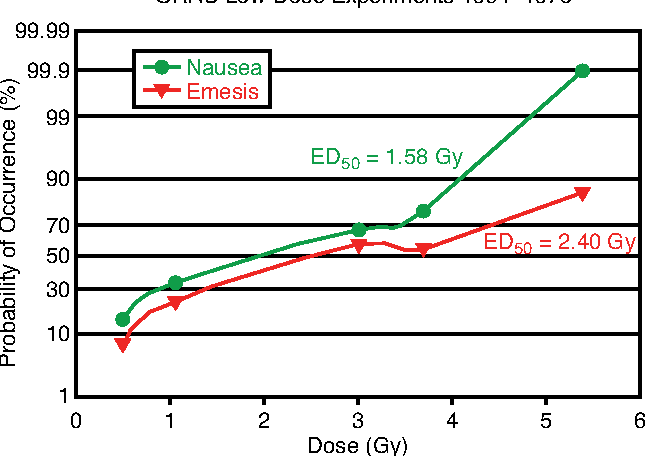 99.99
99.9
99
90
70
50
30
10
1
Probability of Occurrence (%)
Nausea
Emesis
ED50 = 1.58 Gy
ED50 = 2.40 Gy
0 1 2 3 4 5 6
Dose (Gy)